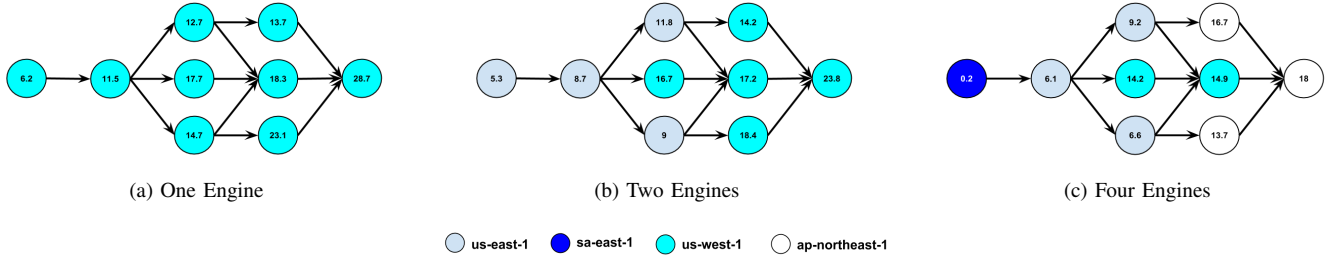 12.7 13.7
6.2 11.5 17.7 18.3 28.7
14.7 23.1
(a) One Engine
11.8 14.2
5.3 8.7 16.7 17.2 23.8
9 18.4
(b) Two Engines
9.2 16.7
0.2 6.1 14.2 14.9 18
6.6 13.7
(c) Four Engines
us-east-1 sa-east-1 us-west-1 ap-northeast-1